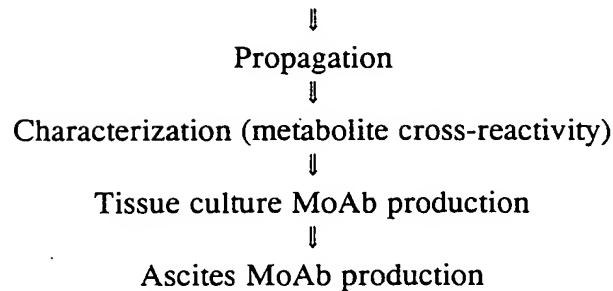 ⇓
Propagation
⇓
Characterization (metabolite cross-reactivity)
⇓
Tissue culture MoAb production
⇓
Ascites MoAb production